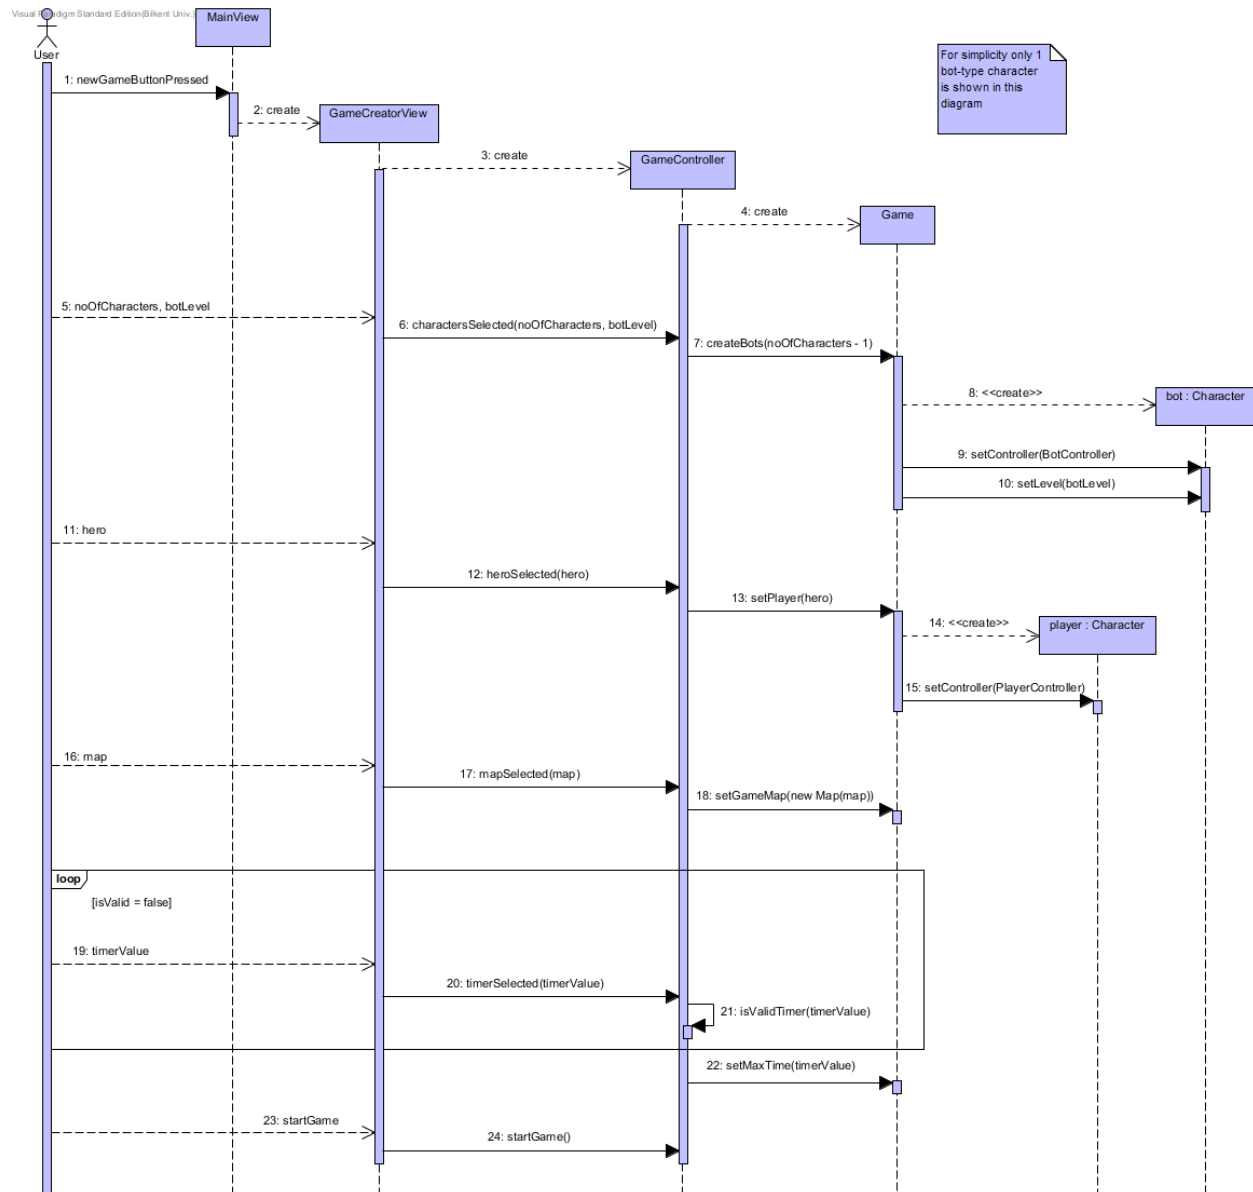 Visual Paradigm Standard Edition(Bilkent Univ.)
User
MainView
For simplicity only 1
bot-type character
is shown in this
diagram
1: newGameButtonPressed
2: create
GameCreatorView
3: create
GameController
4: create
Game
5: noOfCharacters, botLevel
6: charactersSelected(noOfCharacters, botLevel)
7: createBots(noOfCharacters - 1)
8: <<create>>
bot : Character
9: setController(BotController)
10: setLevel(botLevel)
11: hero
12: heroSelected(hero)
13: setPlayer(hero)
14: <<create>>
player : Character
15: setController(PlayerController)
16: map
17: mapSelected(map)
18: setGameMap(new Map(map))
loop
[isValid = false]
19: timerValue
20: timerSelected(timerValue)
21: isValidTimer(timerValue)
22: setMaxTime(timerValue)
23: startGame
24: startGame()